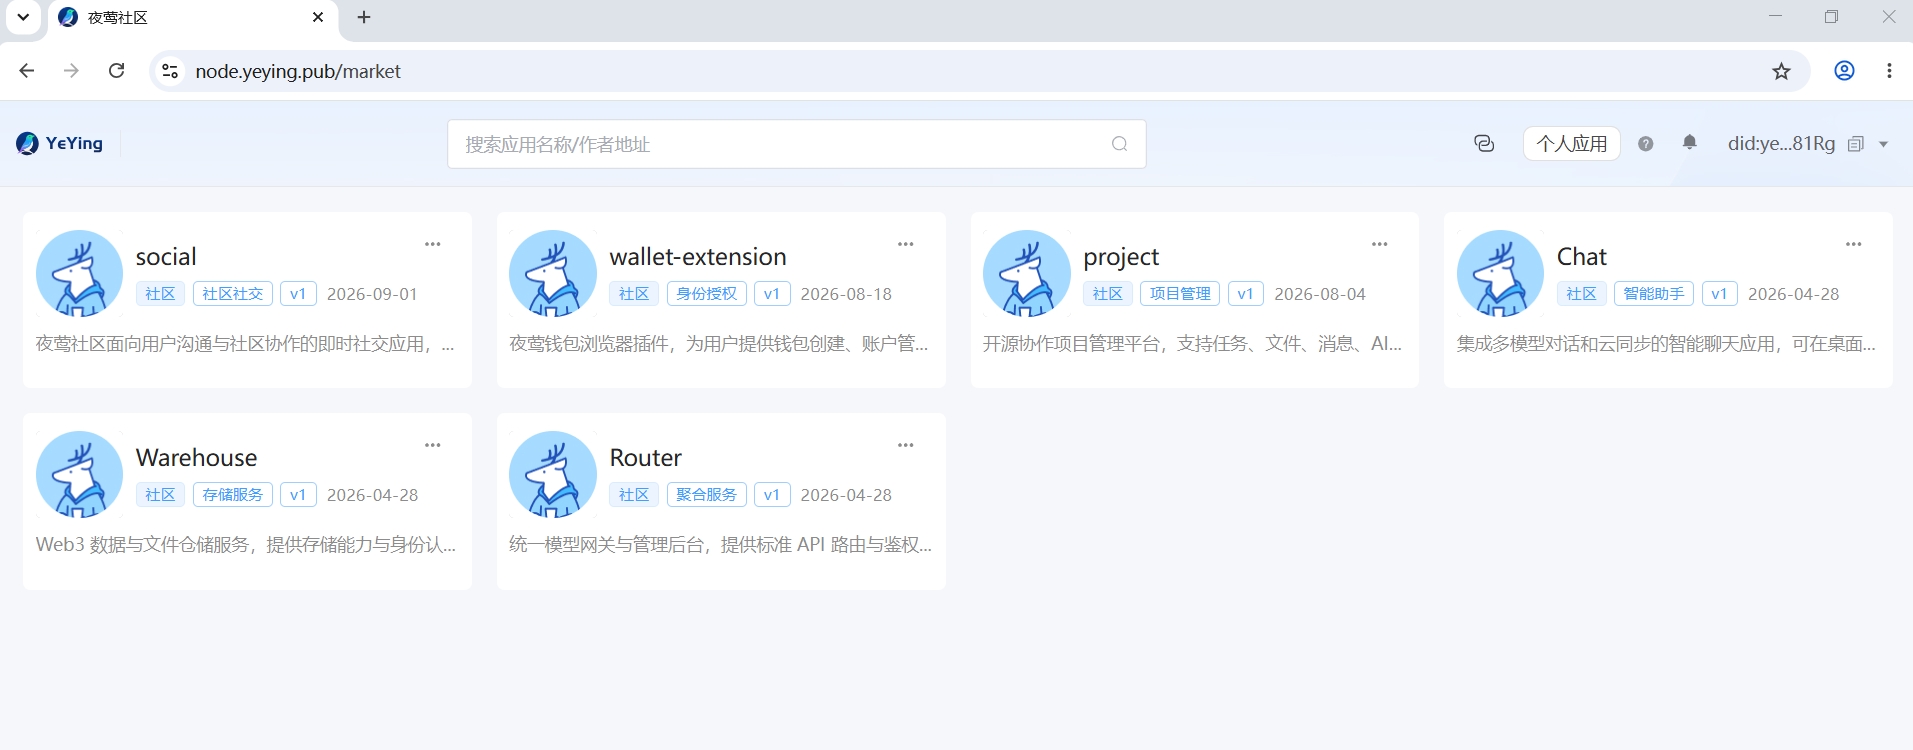 夜莺社区
node.yeying.pub/market
YeYing
搜索应用名称/作者地址
个人应用
did:ye...81Rg
social
社区 社区社交 v1 2026-09-01
夜莺社区面向用户沟通与社区协作的即时社交应用，...
wallet-extension
社区 身份授权 v1 2026-08-18
夜莺钱包浏览器插件，为用户提供钱包创建、账户管...
project
社区 项目管理 v1 2026-08-04
开源协作项目管理平台，支持任务、文件、消息、AI...
Chat
社区 智能助手 v1 2026-04-28
集成多模型对话和云同步的智能聊天应用，可在桌面...
Warehouse
社区 存储服务 v1 2026-04-28
Web3 数据与文件仓储服务，提供存储能力与身份认...
Router
社区 聚合服务 v1 2026-04-28
统一模型网关与管理后台，提供标准 API 路由与鉴权...